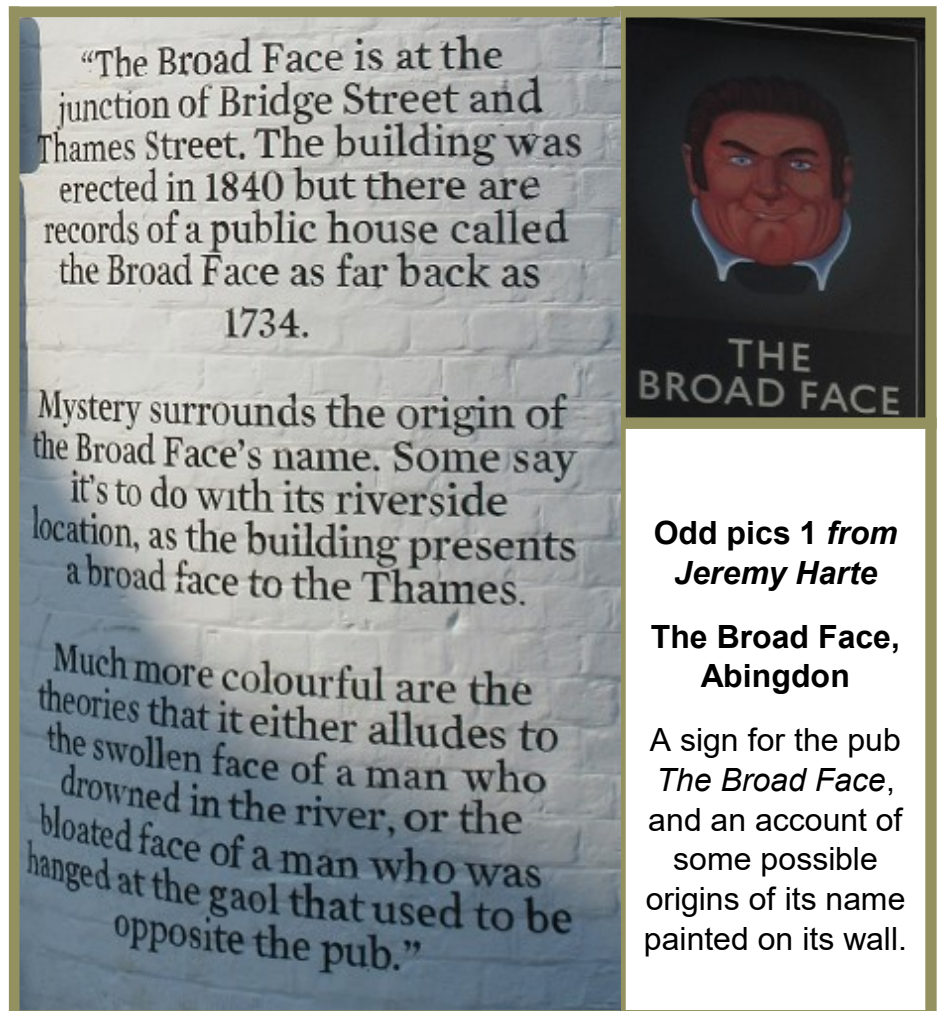 “The Broad Face is at the
junction of Bridge Street and
Thames Street. The building was
erected in 1840 but there are
records of a public house called
the Broad Face as far back as
1734.
Mystery surrounds the origin of
the Broad Face’s name. Some say
it’s to do with its riverside
location, as the building presents
a broad face to the Thames.
Much more colourful are the
theories that it either alludes to
the swollen face of a man who
drowned in the river, or the
bloated face of a man who was
hanged at the gaol that used to be
opposite the pub.”
THE
BROAD FACE
Odd pics 1 from
Jeremy Harte
The Broad Face,
Abingdon
A sign for the pub
The Broad Face,
and an account of
some possible
origins of its name
painted on its wall.